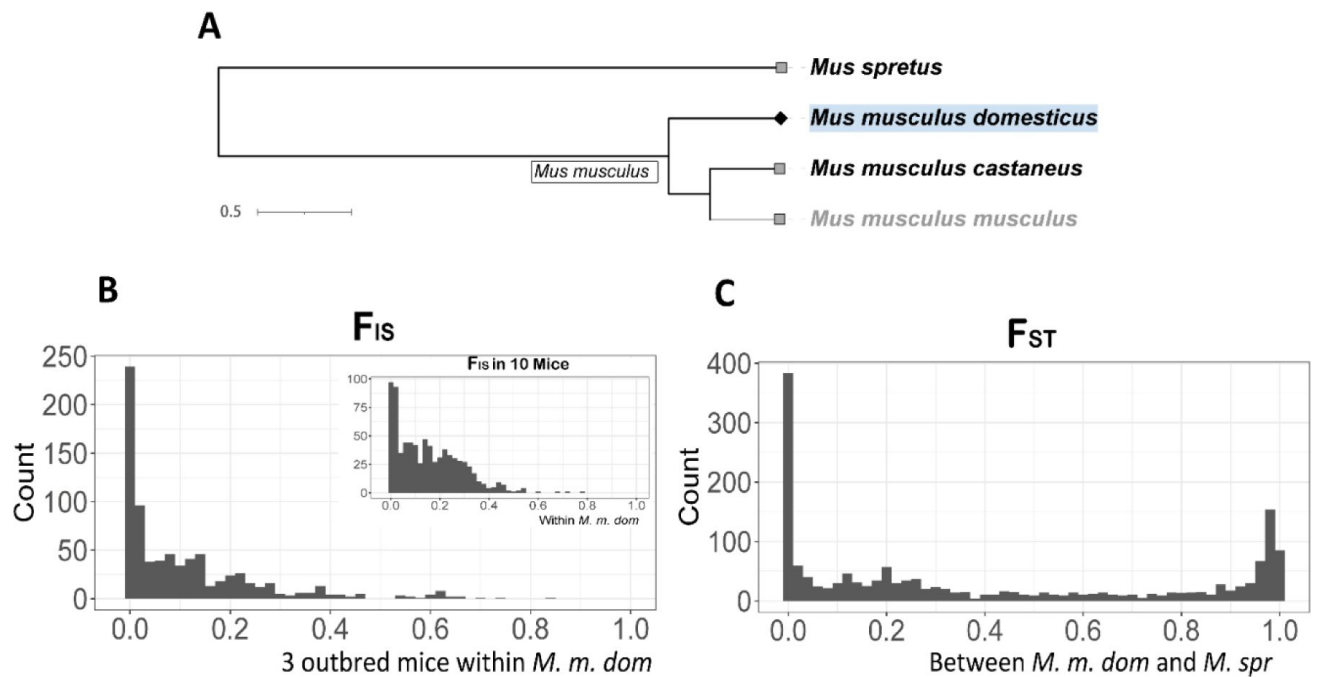 A
Mus spretus
Mus musculus domesticus
Mus musculus
Mus musculus castaneus
0.5
Mus musculus musculus
B
FIS
250
200
150
100
50
0
Count
0.0 0.2 0.4 0.6 0.8 1.0
3 outbred mice within M. m. dom
FIS in 10 Mice
100
75
50
25
0
0.0 0.2 0.4 0.6 0.8 1.0
Within M. m. dom
C
FST
400
300
200
100
0
Count
0.0 0.2 0.4 0.6 0.8 1.0
Between M. m. dom and M. spr